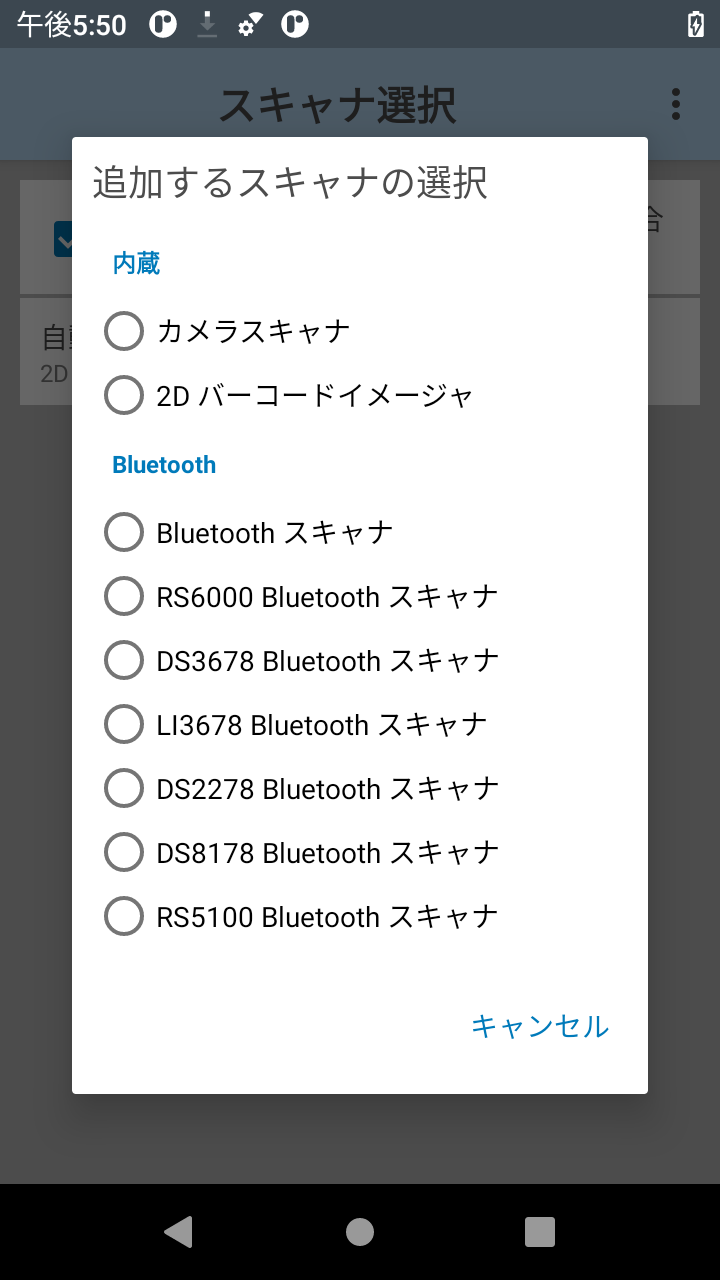 午後5:50
スキャナ選択
追加するスキャナの選択
合
内蔵
カメラスキャナ
自
2D
2D バーコードイメージャ
Bluetooth
Bluetooth スキャナ
RS6000 Bluetooth スキャナ
DS3678 Bluetooth スキャナ
LI3678 Bluetooth スキャナ
DS2278 Bluetooth スキャナ
DS8178 Bluetooth スキャナ
RS5100 Bluetooth スキャナ
キャンセル